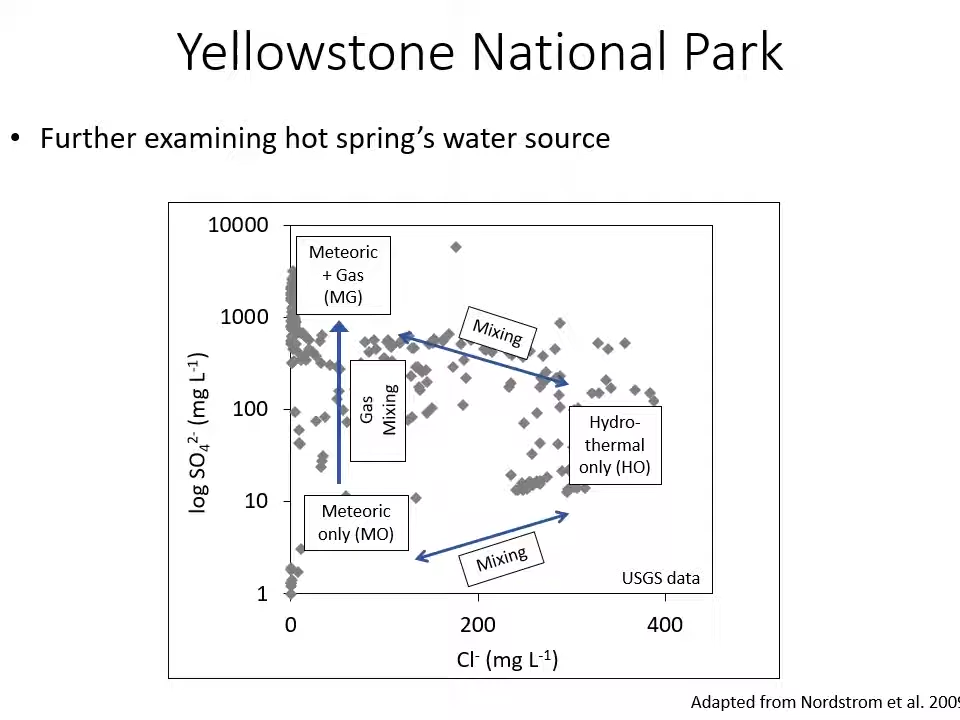 Yellowstone National Park
• Further examining hot spring’s water source
10000
1000
100
10
1
log SO₄²⁻ (mg L⁻¹)
Meteoric
+ Gas
(MG)
Mixing
Gas
Mixing
Hydro-
thermal
only (HO)
Meteoric
only (MO)
Mixing
USGS data
0
200
400
Cl⁻ (mg L⁻¹)
Adapted from Nordstrom et al. 2009